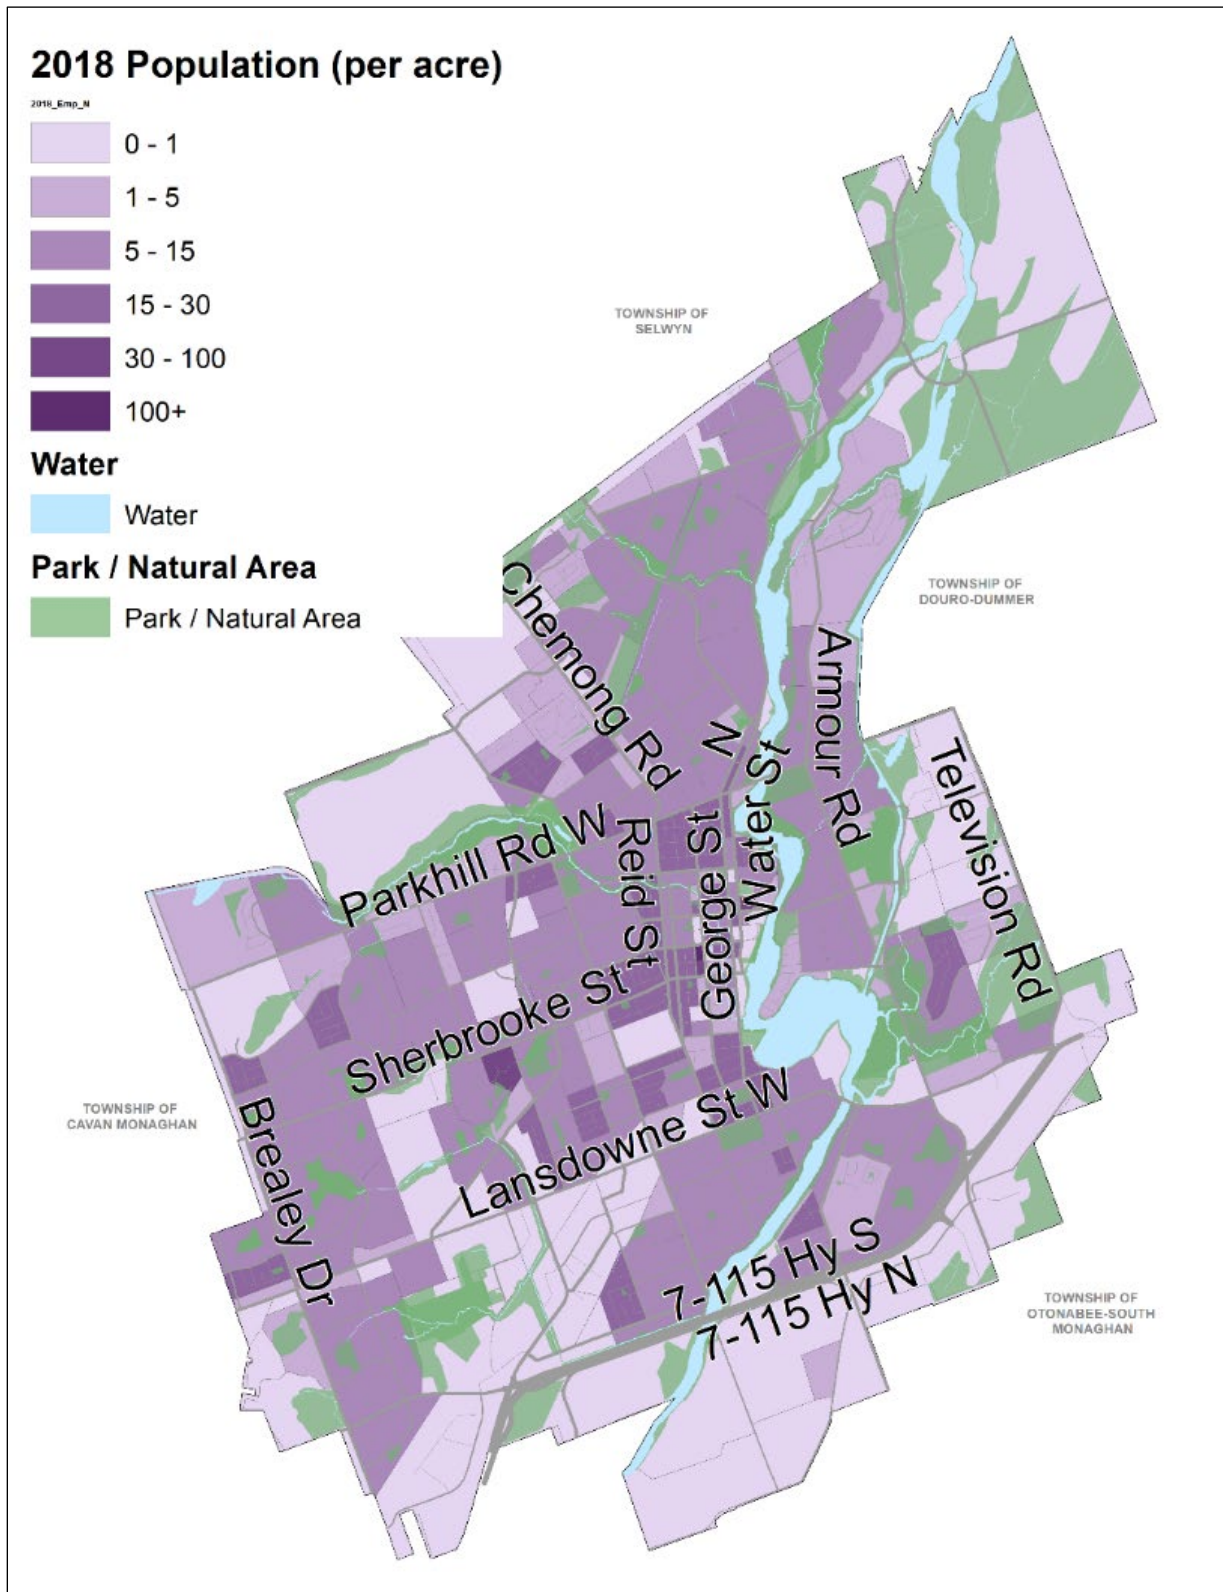 2018 Population (per acre)
2018_Emp_N
0 - 1
1 - 5
5 - 15
15 - 30
30 - 100
100+
Water
Water
Park / Natural Area
Park / Natural Area
TOWNSHIP OF
SELWYN
TOWNSHIP OF
DOURO-DUMMER
Chemong Rd
Armour Rd
Television Rd
Water St
George St N
Reid St
Parkhill Rd W
Sherbrooke St
Lansdowne St W
Brealey Dr
TOWNSHIP OF
CAVAN MONAGHAN
7-115 Hy S
7-115 Hy N
TOWNSHIP OF
OTONABEE-SOUTH
MONAGHAN